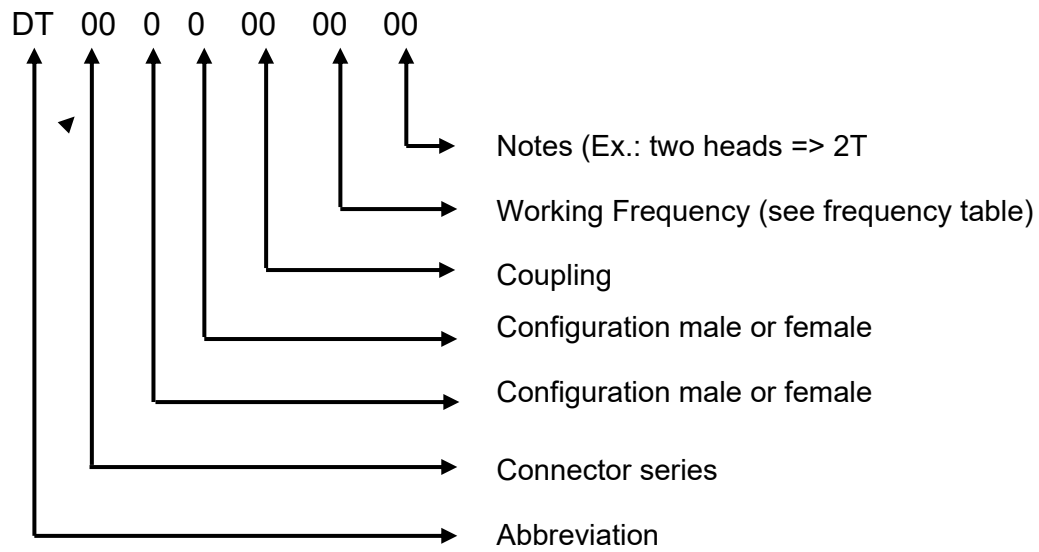 DT 00 0 0 00 00 00
Notes (Ex.: two heads => 2T
Working Frequency (see frequency table)
Coupling
Configuration male or female
Configuration male or female
Connector series
Abbreviation